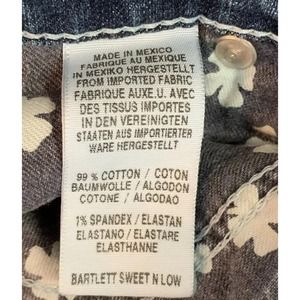 MADE IN MEXICO
FABRIQUE AU MEXIQUE
IN MEXIKO HERGESTELLT
FROM IMPORTED FABRIC
FABRIQUE AUXE.U. AVEC
DES TISSUS IMPORTES
IN DEN VEREINIGTEN
STAATEN AUS IMPORTIERTER
WARE HERGESTELLT
99 % COTTON / COTON
BAUMWOLLE / ALGODON
COTONE / ALGODAO
1% SPANDEX / ELASTAN
ELASTANO / ELASTARE
ELASTHANNE
BARTLETT SWEET N LOW